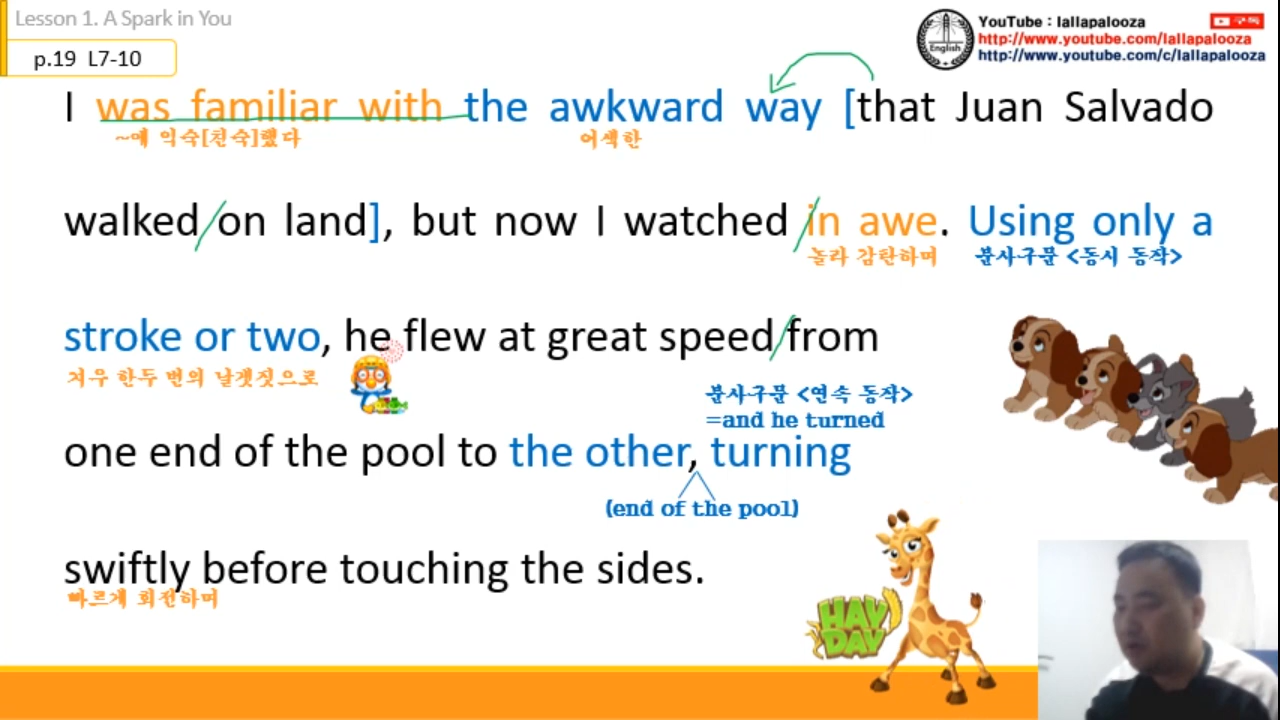 Lesson 1. A Spark in You
p.19 L7-10
English
YouTube : lallapalooza
구독
http://www.youtube.com/lallapalooza
http://www.youtube.com/c/lallapalooza
I was familiar with the awkward way [that Juan Salvado
~에 익숙[친숙]했다
어색한
walked/on land], but now I watched /in awe. Using only a
놀라 감탄하며
분사구문 <동시 동작>
stroke or two, he flew at great speed/from
겨우 한두 번의 날갯짓으로
분사구문 <연속 동작>
=and he turned
one end of the pool to the other, turning
(end of the pool)
swiftly before touching the sides.
빠르게 회전하며
HAY
DAY